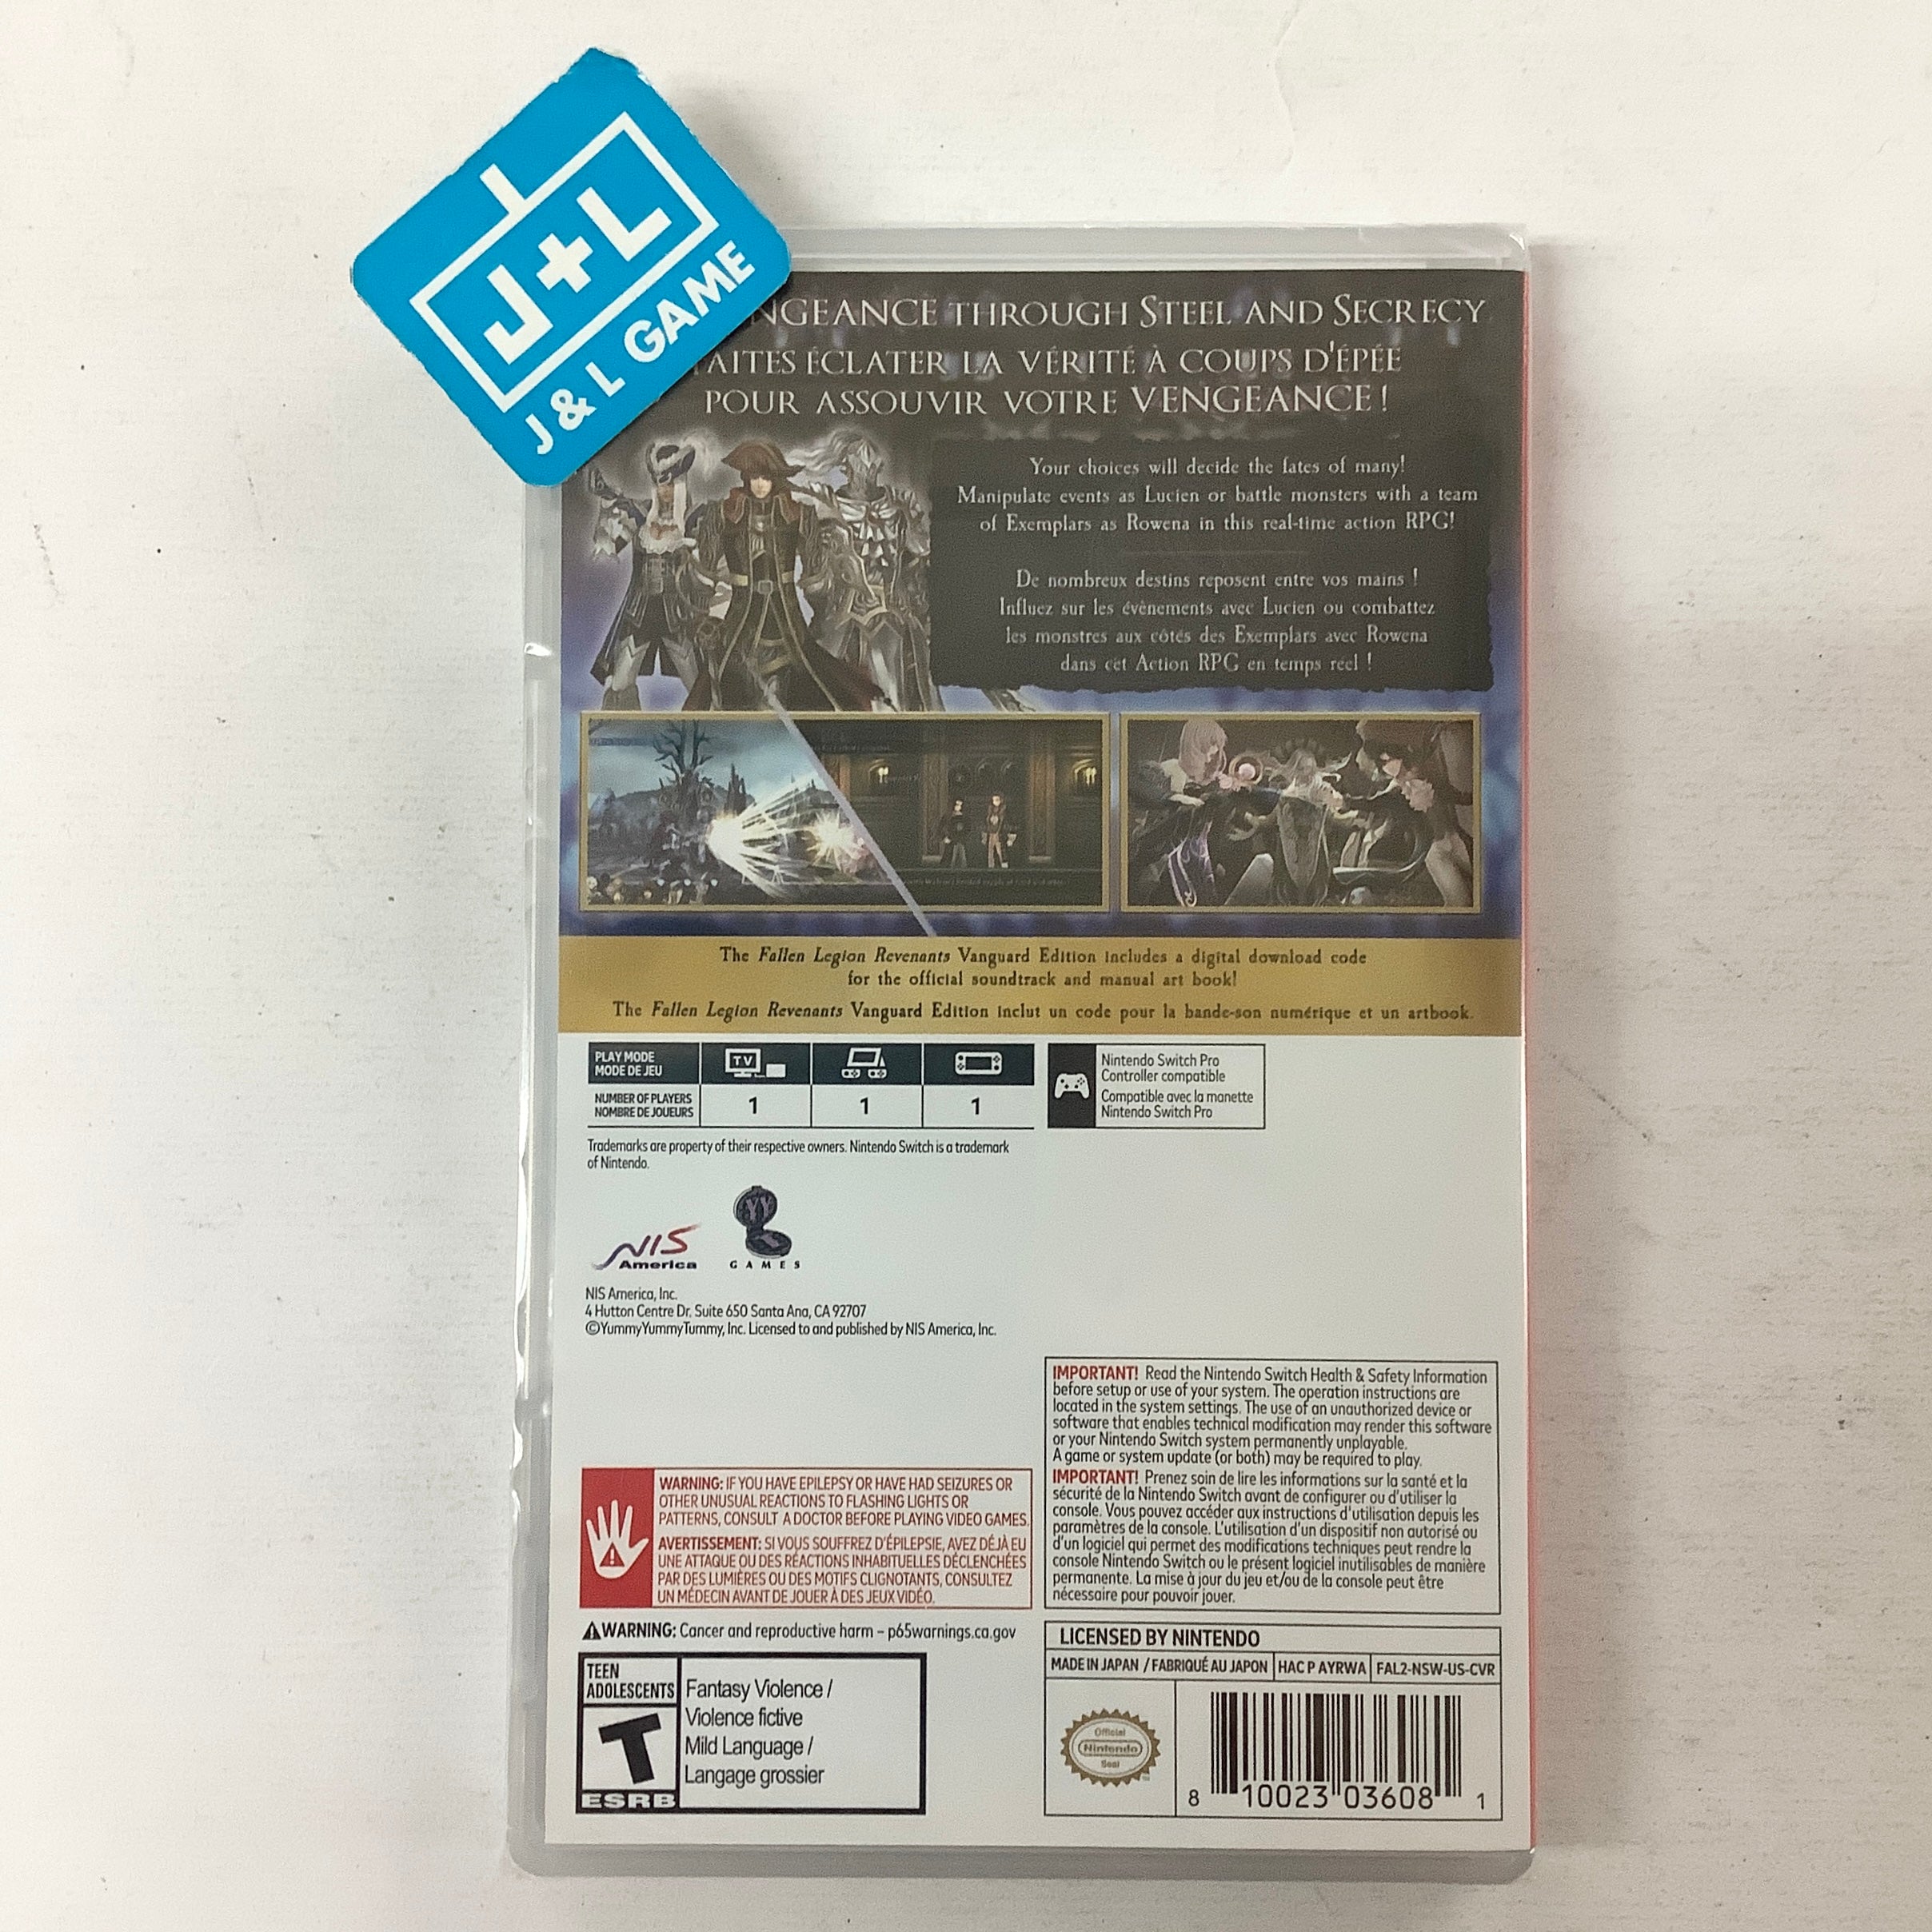 J+L
J & L GAME
NGEANCE THROUGH STEEL AND SECRECY
AITES ÉCLATER LA VÉRITÉ À COUPS D'ÉPÉE
POUR ASSOUVIR VOTRE VENGEANCE !
Your choices will decide the fates of many!
Manipulate events as Lucien or battle monsters with a team
of Exemplars as Rowena in this real-time action RPG!
De nombreux destins reposent entre vos mains !
Influez sur les évènements avec Lucien ou combattez
les monstres aux côtés des Exemplars avec Rowena
dans cet Action RPG en temps réel !
The Fallen Legion Revenants Vanguard Edition includes a digital download code
for the official soundtrack and manual art book!
The Fallen Legion Revenants Vanguard Edition inclut un code pour la bande-son numérique et un artbook.
PLAY MODE
MODE DE JEU
TV
NUMBER OF PLAYERS
NOMBRE DE JOUEURS
1 1 1
Nintendo Switch Pro
Controller compatible
Compatible avec la manette
Nintendo Switch Pro
Trademarks are property of their respective owners. Nintendo Switch is a trademark
of Nintendo.
NIS
America
YY
GAMES
NIS America, Inc.
4 Hutton Centre Dr. Suite 650 Santa Ana, CA 92707
©YummyYummyTummy, Inc. Licensed to and published by NIS America, Inc.
IMPORTANT! Read the Nintendo Switch Health & Safety Information
before setup or use of your system. The operation instructions are
located in the system settings. The use of an unauthorized device or
software that enables technical modification may render this software
or your Nintendo Switch system permanently unplayable.
A game or system update (or both) may be required to play.
IMPORTANT! Prenez soin de lire les informations sur la santé et la
sécurité de la Nintendo Switch avant de configurer ou d'utiliser la
console. Vous pouvez accéder aux instructions d'utilisation depuis les
paramètres de la console. L'utilisation d'un dispositif non autorisé ou
d'un logiciel qui permet des modifications techniques peut rendre la
console Nintendo Switch ou le présent logiciel inutilisables de manière
permanente. La mise à jour du jeu et/ou de la console peut être
nécessaire pour pouvoir jouer.
WARNING: IF YOU HAVE EPILEPSY OR HAVE HAD SEIZURES OR
OTHER UNUSUAL REACTIONS TO FLASHING LIGHTS OR
PATTERNS, CONSULT A DOCTOR BEFORE PLAYING VIDEO GAMES.
AVERTISSEMENT: SI VOUS SOUFFREZ D'ÉPILEPSIE, AVEZ DÉJÀ EU
UNE ATTAQUE OU DES RÉACTIONS INHABITUELLES DÉCLENCHÉES
PAR DES LUMIÈRES OU DES MOTIFS CLIGNOTANTS, CONSULTEZ
UN MÉDECIN AVANT DE JOUER À DES JEUX VIDÉO.
WARNING: Cancer and reproductive harm – p65warnings.ca.gov
TEEN
ADOLESCENTS
T
ESRB
Fantasy Violence /
Violence fictive
Mild Language /
Langage grossier
LICENSED BY NINTENDO
MADE IN JAPAN / FABRIQUÉ AU JAPON HAC P AYRWA FAL2-NSW-US-CVR
Official
Nintendo
Seal
8 10023 03608 1